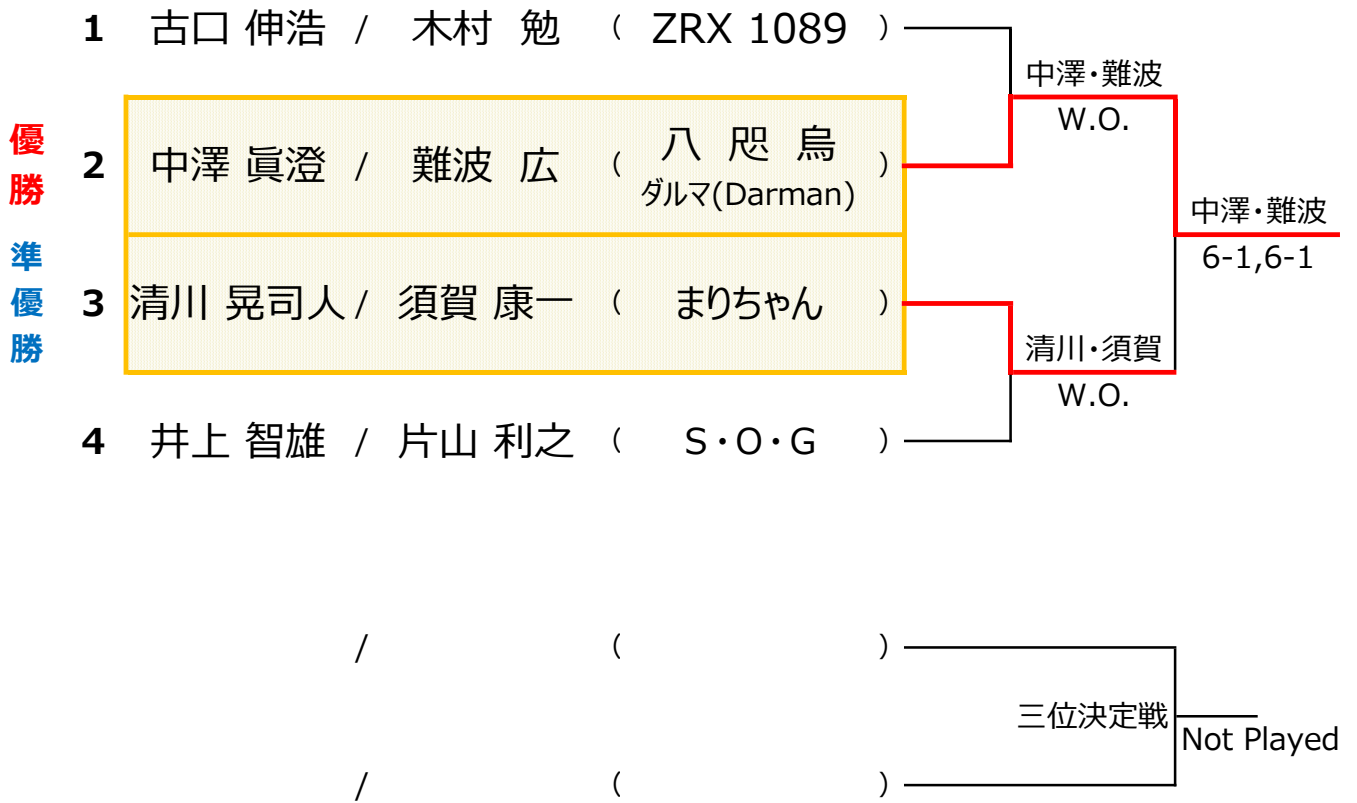 1 古口 伸浩 / 木村 勉 ( ZRX 1089 )
中澤・難波
W.O.
優勝
2 中澤 眞澄 / 難波 広 ( 八咫烏 ダルマ(Darman) )
中澤・難波
6-1,6-1
準優勝
3 清川 晃司人 / 須賀 康一 ( まりちゃん )
清川・須賀
W.O.
4 井上 智雄 / 片山 利之 ( S・O・G )
/ ( )
三位決定戦
Not Played
/ ( )